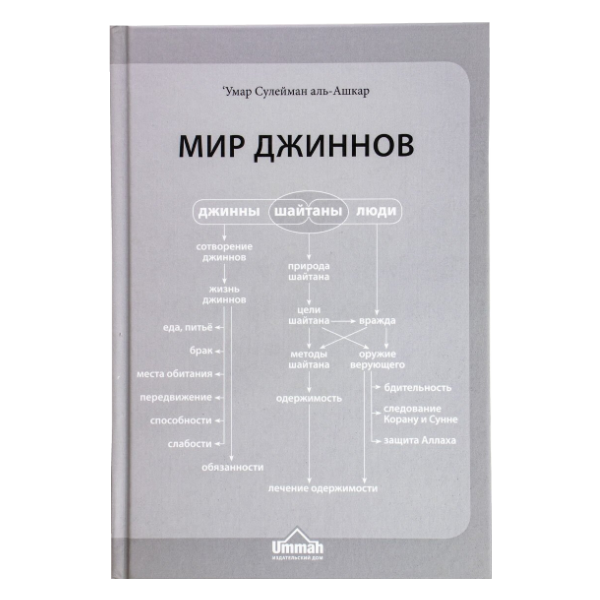 ‘Умар Сулейман аль-Ашкар
МИР ДЖИННОВ
джинны шайтаны люди
сотворение
джиннов
природа
шайтана
жизнь
джиннов
цели
шайтана
вражда
еда, питьё
брак
места обитания
передвижение
способности
слабости
обязанности
методы
шайтана
оружие
верующего
одержимость
бдительность
следование
Корану и Сунне
защита Аллаха
лечение одержимости
Ummah
ИЗДАТЕЛЬСКИЙ ДОМ